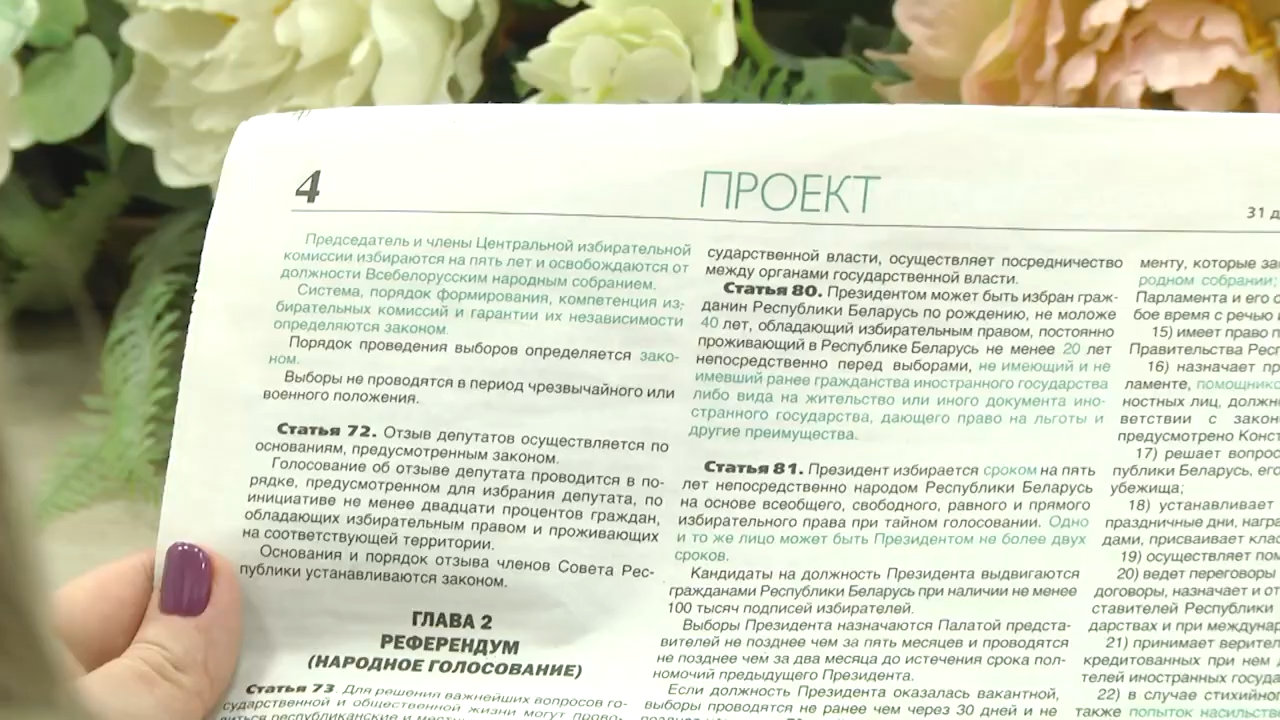 4
ПРОЕКТ
31
Председатель и члены Центральной избирательной
комиссии избираются на пять лет и освобождаются от
должности Всебелорусским народным собранием.
Система, порядок формирования, компетенция из-
бирательных комиссий и гарантии их независимости
определяются законом.
Порядок проведения выборов определяется зако-
ном.
Выборы не проводятся в период чрезвычайного или
военного положения.
Статья 72. Отзыв депутатов осуществляется по
основаниям, предусмотренным законом.
Голосование об отзыве депутата проводится в по-
рядке, предусмотренном для избрания депутата, по
инициативе не менее двадцати процентов граждан,
обладающих избирательным правом и проживающих
на соответствующей территории.
Основания и порядок отзыва членов Совета Рес-
публики устанавливаются законом.
ГЛАВА 2
РЕФЕРЕНДУМ
(НАРОДНОЕ ГОЛОСОВАНИЕ)
Статья 73. Для решения важнейших вопросов го-
сударственной и общественной жизни могут прово-
диться республиканские и
сударственной власти, осуществляет посредничество
между органами государственной власти.
Статья 80. Президентом может быть избран граж-
данин Республики Беларусь по рождению, не моложе
40 лет, обладающий избирательным правом, постоянно
проживающий в Республике Беларусь не менее 20 лет
непосредственно перед выборами, не имеющий и не
имевший ранее гражданства иностранного государства
либо вида на жительство или иного документа ино-
странного государства, дающего право на льготы и
другие преимущества.
Статья 81. Президент избирается сроком на пять
лет непосредственно народом Республики Беларусь
на основе всеобщего, свободного, равного и прямого
избирательного права при тайном голосовании. Одно
и то же лицо может быть Президентом не более двух
сроков.
Кандидаты на должность Президента выдвигаются
гражданами Республики Беларусь при наличии не менее
100 тысяч подписей избирателей.
Выборы Президента назначаются Палатой предста-
вителей не позднее чем за пять месяцев и проводятся
не позднее чем за два месяца до истечения срока пол-
номочий предыдущего Президента.
Если должность Президента оказалась вакантной,
выборы проводятся не ранее чем через 30 дней и не
менту, которые
родном собрании;
Парламента и его
бое время с речью
15) имеет право
Правительства
16) назначает
ламенте,
ностных лиц,
ветствии с
предусмотрено
17) решает
публики Беларусь, его
убежища;
18) устанавливает
праздничные дни,
дами, присваивает
19) осуществляет
20) ведет переговоры
договоры, назначает и
ставителей Республики
дарствах и при
21) принимает
кредитованных при нем
телей иностранных
22) в случае
также попыток